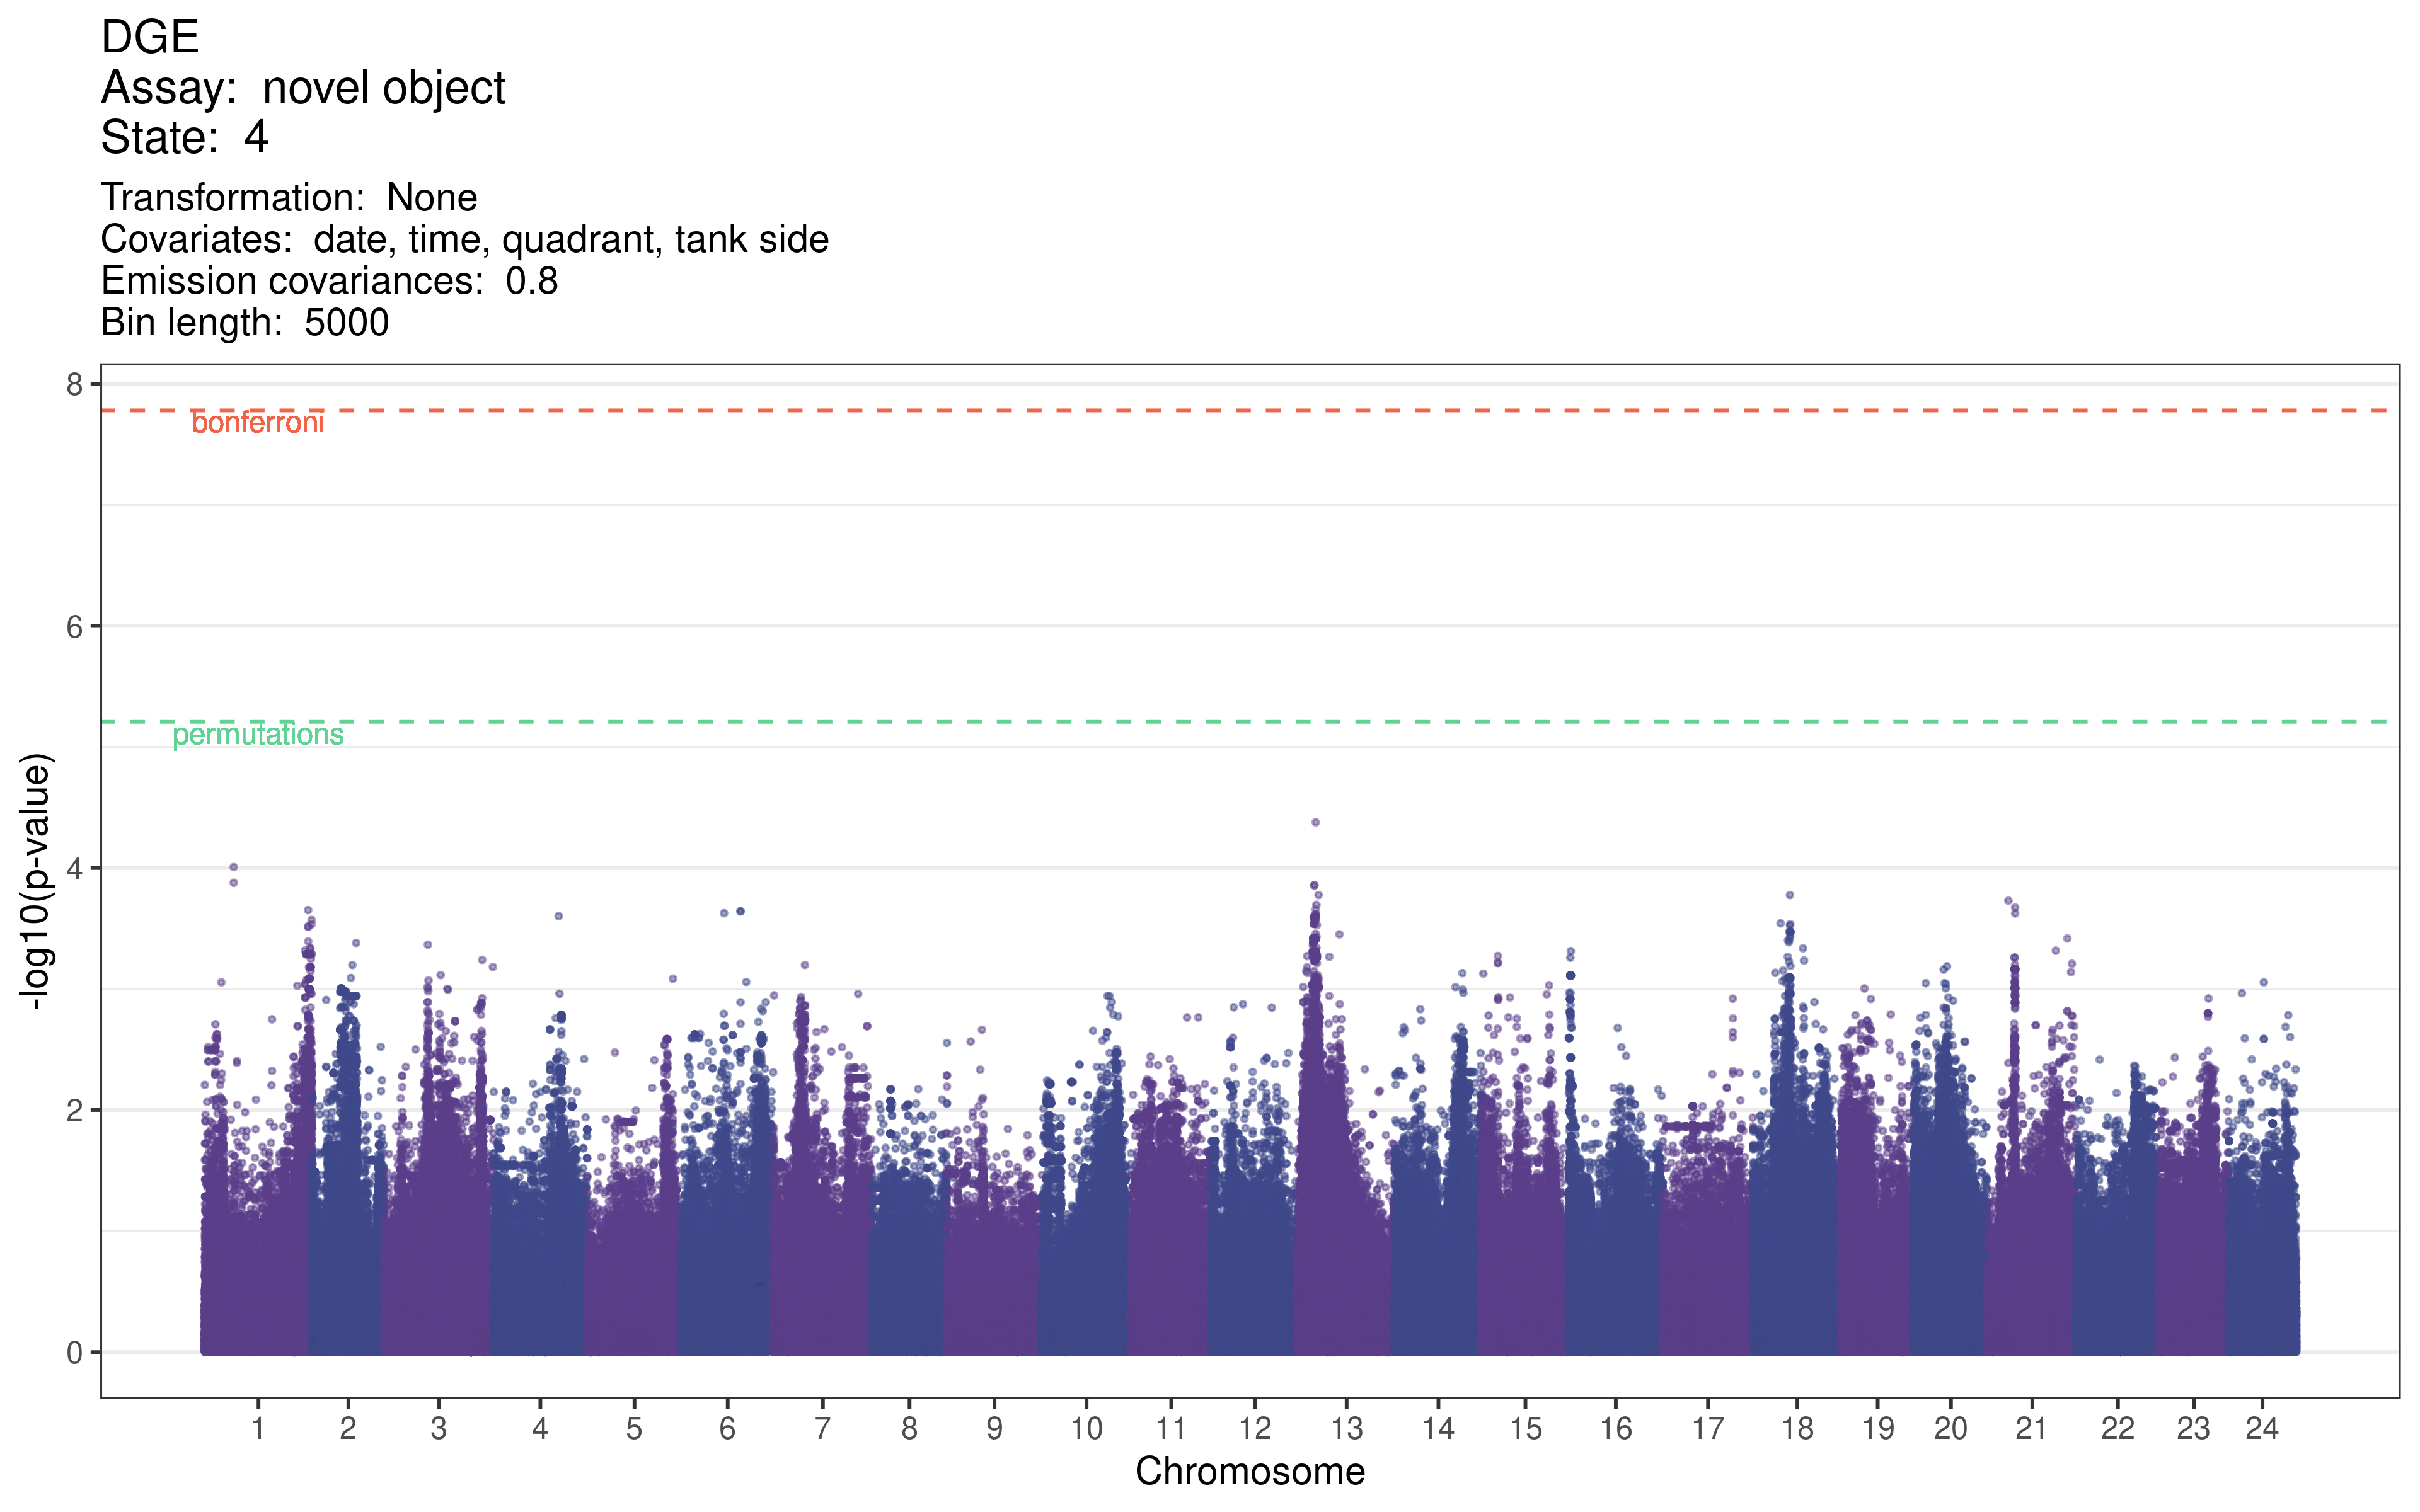 DGE
Assay: novel object
State: 4
Transformation: None
Covariates: date, time, quadrant, tank side
Emission covariances: 0.8
Bin length: 5000
8
bonferroni
6
permutations
4
2
0
-log10(p-value)
1 2 3 4 5 6 7 8 9 10 11 12 13 14 15 16 17 18 19 20 21 22 23 24
Chromosome